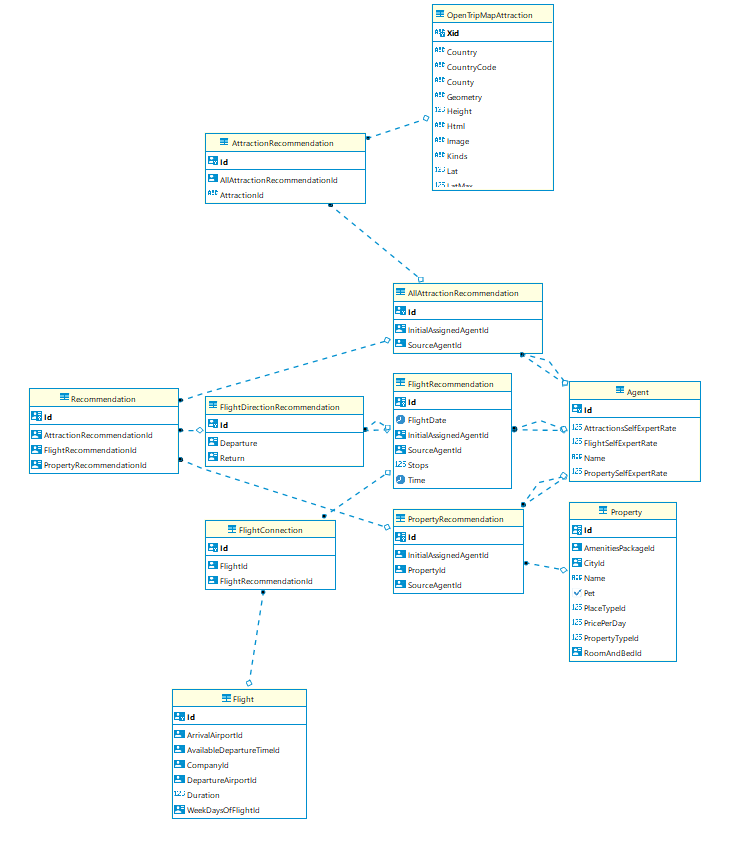 OpenTripMapAttraction
Xid
Country
CountryCode
County
Geometry
Height
Html
Image
Kinds
Lat
LatMax
AttractionRecommendation
Id
AllAttractionRecommendationId
AttractionId
AllAttractionRecommendation
Id
InitialAssignedAgentId
SourceAgentId
Recommendation
Id
AttractionRecommendationId
FlightRecommendationId
PropertyRecommendationId
FlightDirectionRecommendation
Id
Departure
Return
FlightRecommendation
Id
FlightDate
InitialAssignedAgentId
SourceAgentId
Stops
Time
Agent
Id
AttractionsSelfExpertRate
FlightSelfExpertRate
Name
PropertySelfExpertRate
FlightConnection
Id
FlightId
FlightRecommendationId
PropertyRecommendation
Id
InitialAssignedAgentId
PropertyId
SourceAgentId
Property
Id
AmenitiesPackageId
CityId
Name
Pet
PlaceTypeId
PricePerDay
PropertyTypeId
RoomAndBedId
Flight
Id
ArrivalAirportId
AvailableDepartureTimeId
CompanyId
DepartureAirportId
Duration
WeekDaysOfFlightId